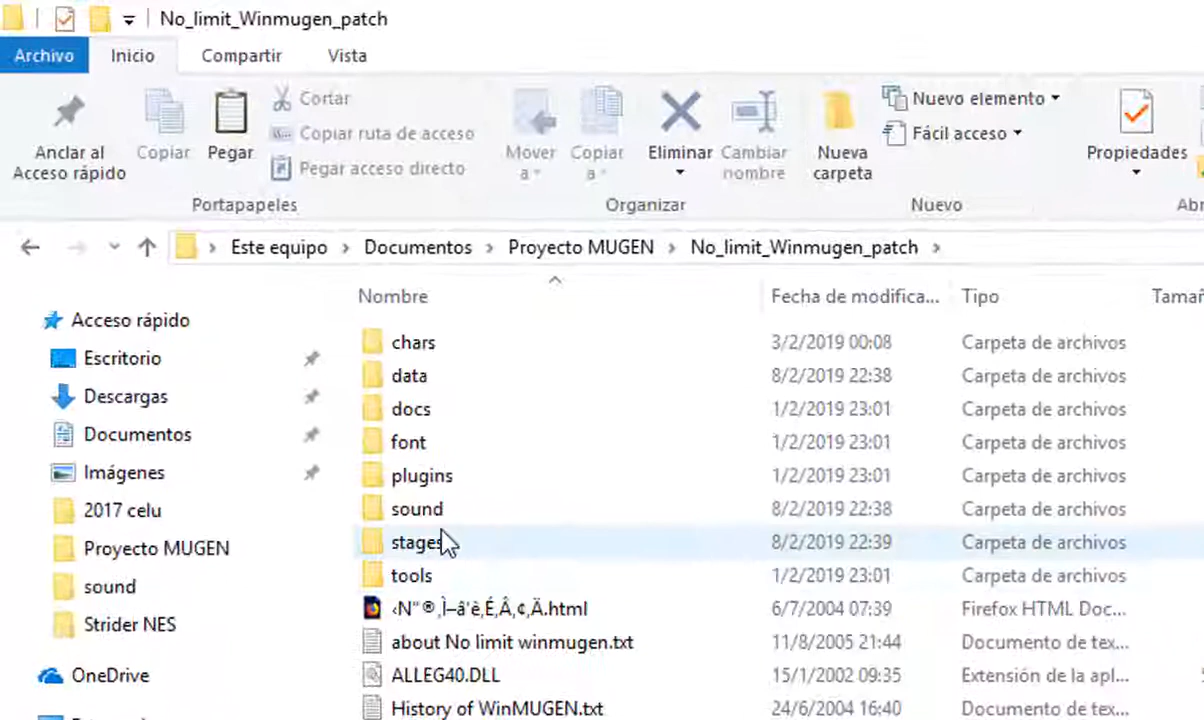 No_limit_Winmugen_patch
Archivo Inicio Compartir Vista
Anclar al Acceso rápido
Copiar
Pegar
Cortar
Copiar ruta de acceso
Pegar acceso directo
Portapapeles
Mover a
Copiar a
Eliminar
Cambiar nombre
Organizar
Nueva carpeta
Nuevo elemento
Fácil acceso
Nuevo
Propiedades
Este equipo > Documentos > Proyecto MUGEN > No_limit_Winmugen_patch >
Acceso rápido
Escritorio
Descargas
Documentos
Imágenes
2017 celu
Proyecto MUGEN
sound
Strider NES
OneDrive
Nombre Fecha de modifica... Tipo
chars 3/2/2019 00:08 Carpeta de archivos
data 8/2/2019 22:38 Carpeta de archivos
docs 1/2/2019 23:01 Carpeta de archivos
font 1/2/2019 23:01 Carpeta de archivos
plugins 1/2/2019 23:01 Carpeta de archivos
sound 8/2/2019 22:38 Carpeta de archivos
stages 8/2/2019 22:39 Carpeta de archivos
tools 1/2/2019 23:01 Carpeta de archivos
‹N“®‚Ì–â'è‚É‚Â‚¢‚Ä.html 6/7/2004 07:39 Firefox HTML Doc...
about No limit winmugen.txt 11/8/2005 21:44 Documento de tex...
ALLEG40.DLL 15/1/2002 09:35 Extensión de la apl...
History of WinMUGEN.txt 24/6/2004 16:40 Documento de tex...